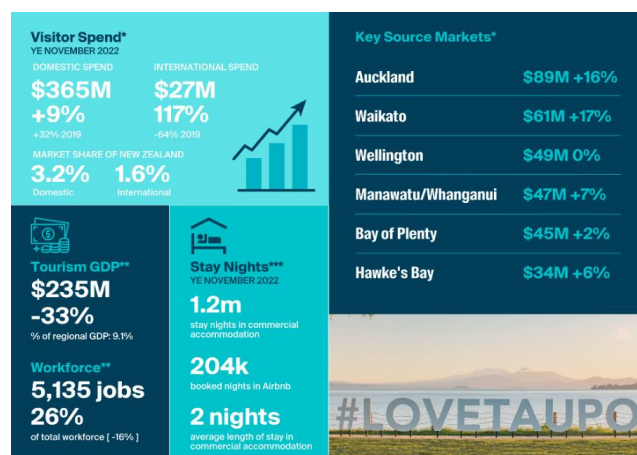 Visitor Spend*
YE NOVEMBER 2022
DOMESTIC SPEND
$365M
+9%
+32% 2019
INTERNATIONAL SPEND
$27M
117%
-64% 2019
MARKET SHARE OF NEW ZEALAND
3.2%
Domestic
1.6%
International
Key Source Markets*
Auckland $89M +16%
Waikato $61M +17%
Wellington $49M 0%
Manawatu/Whanganui $47M +7%
Bay of Plenty $45M +2%
Hawke's Bay $34M +6%
Tourism GDP**
$235M
-33%
% of regional GDP: 9.1%
Workforce**
5,135 jobs
26%
of total workforce [ -16% ]
Stay Nights***
YE NOVEMBER 2022
1.2m
stay nights in commercial
accommodation
204k
booked nights in Airbnb
2 nights
average length of stay in
commercial accommodation
#LOVETAUPO